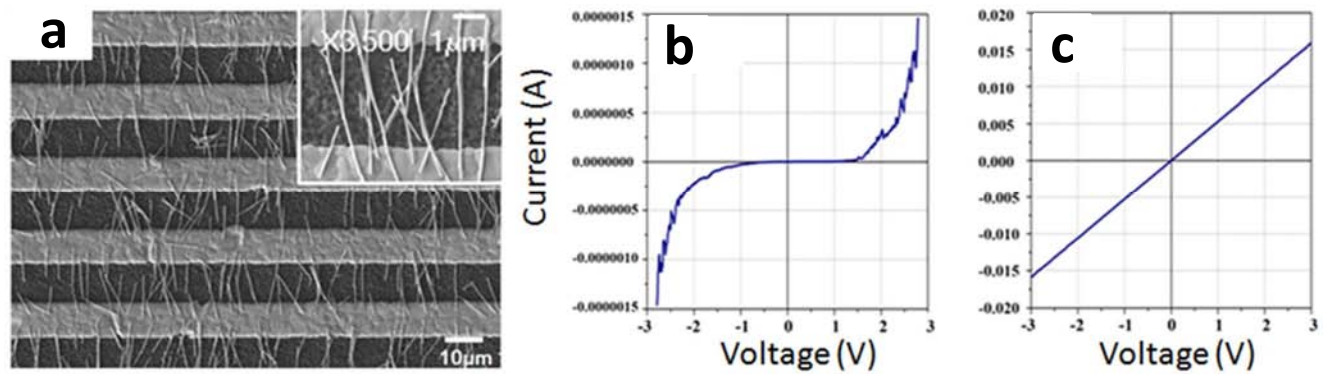 a
X3,500 1μm
10μm
b
Current (A)
0.0000015
0.0000010
0.0000005
0.0000000
-0.0000005
-0.0000010
-0.0000015
-3 -2 -1 0 1 2 3
Voltage (V)
c
0.020
0.015
0.010
0.005
0.000
-0.005
-0.010
-0.015
-0.020
-3 -2 -1 0 1 2 3
Voltage (V)